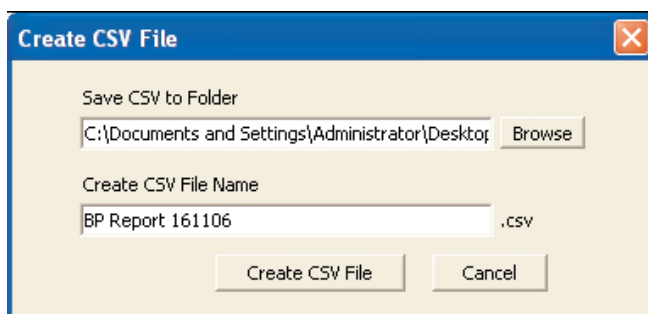 Create CSV File
Save CSV to Folder
C:\Documents and Settings\Administrator\Desktop Browse
Create CSV File Name
BP Report 161106 .csv
Create CSV File Cancel